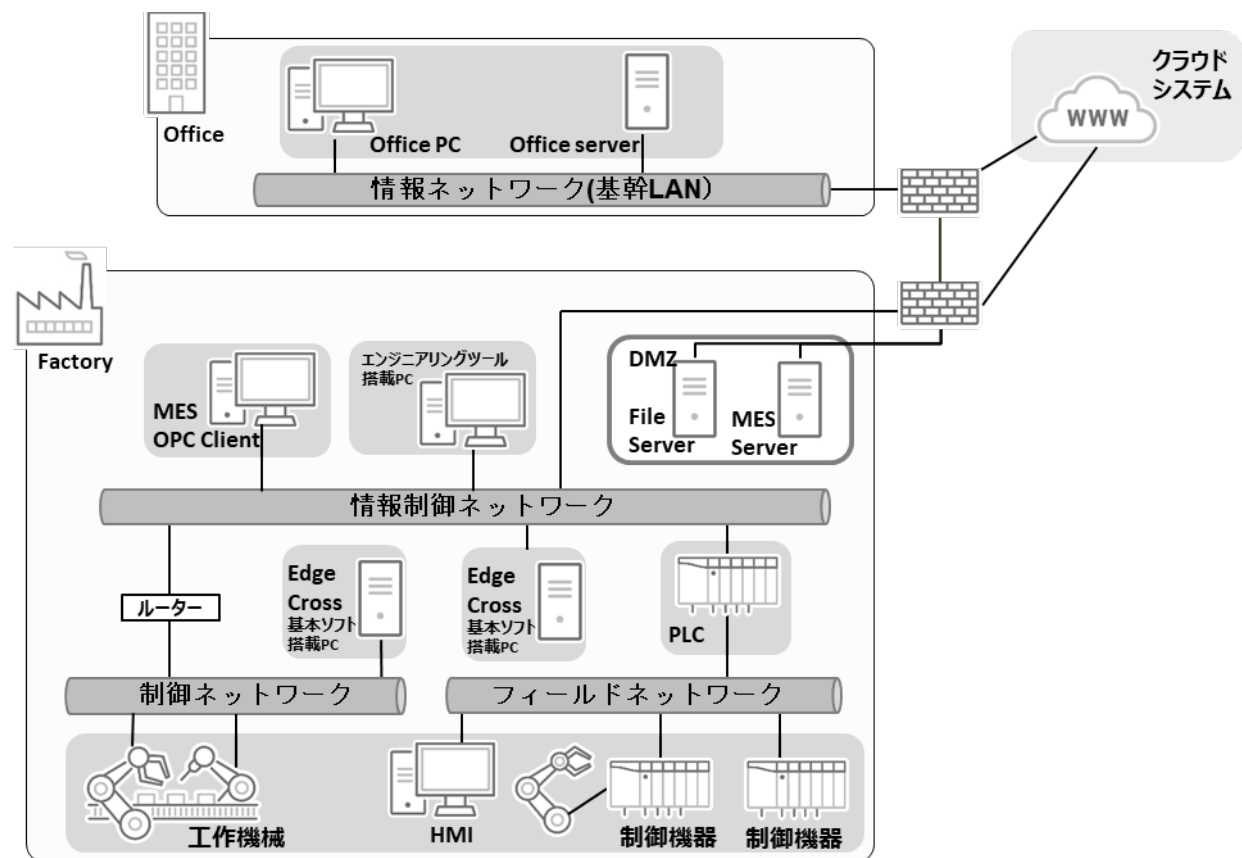 Office
Office PC
Office server
情報ネットワーク(基幹LAN)
クラウド
システム
WWW
Factory
MES
OPC Client
エンジニアリングツール
搭載PC
DMZ
File
Server
MES
Server
情報制御ネットワーク
ルーター
Edge
Cross
基本ソフト
搭載PC
Edge
Cross
基本ソフト
搭載PC
PLC
制御ネットワーク
フィールドネットワーク
工作機械
HMI
制御機器
制御機器